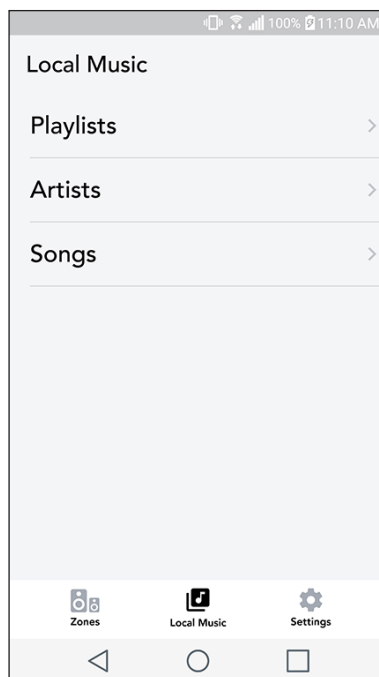 100% 11:10 AM
Local Music
Playlists
Artists
Songs
Zones Local Music Settings